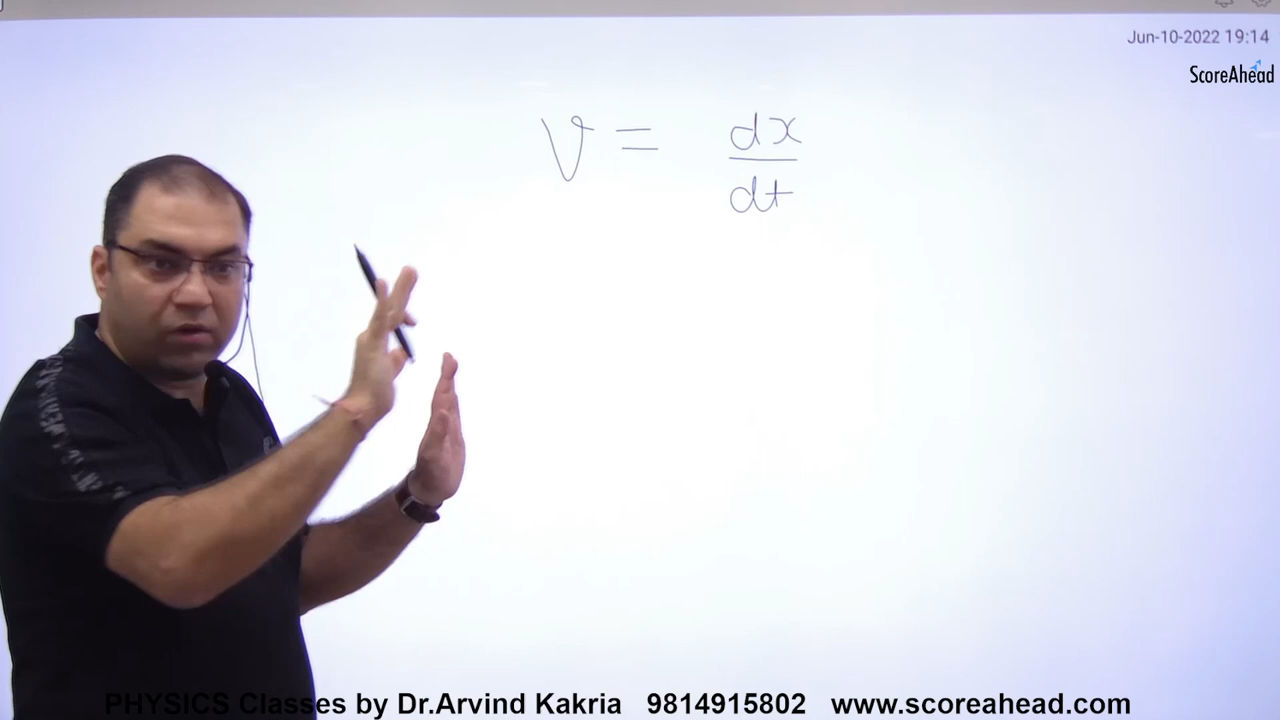 Jun-10-2022 19:14
ScoreAhead
V = dx
dt
PHYSICS Classes by Dr.Arvind Kakria 9814915802 www.scoreahead.com